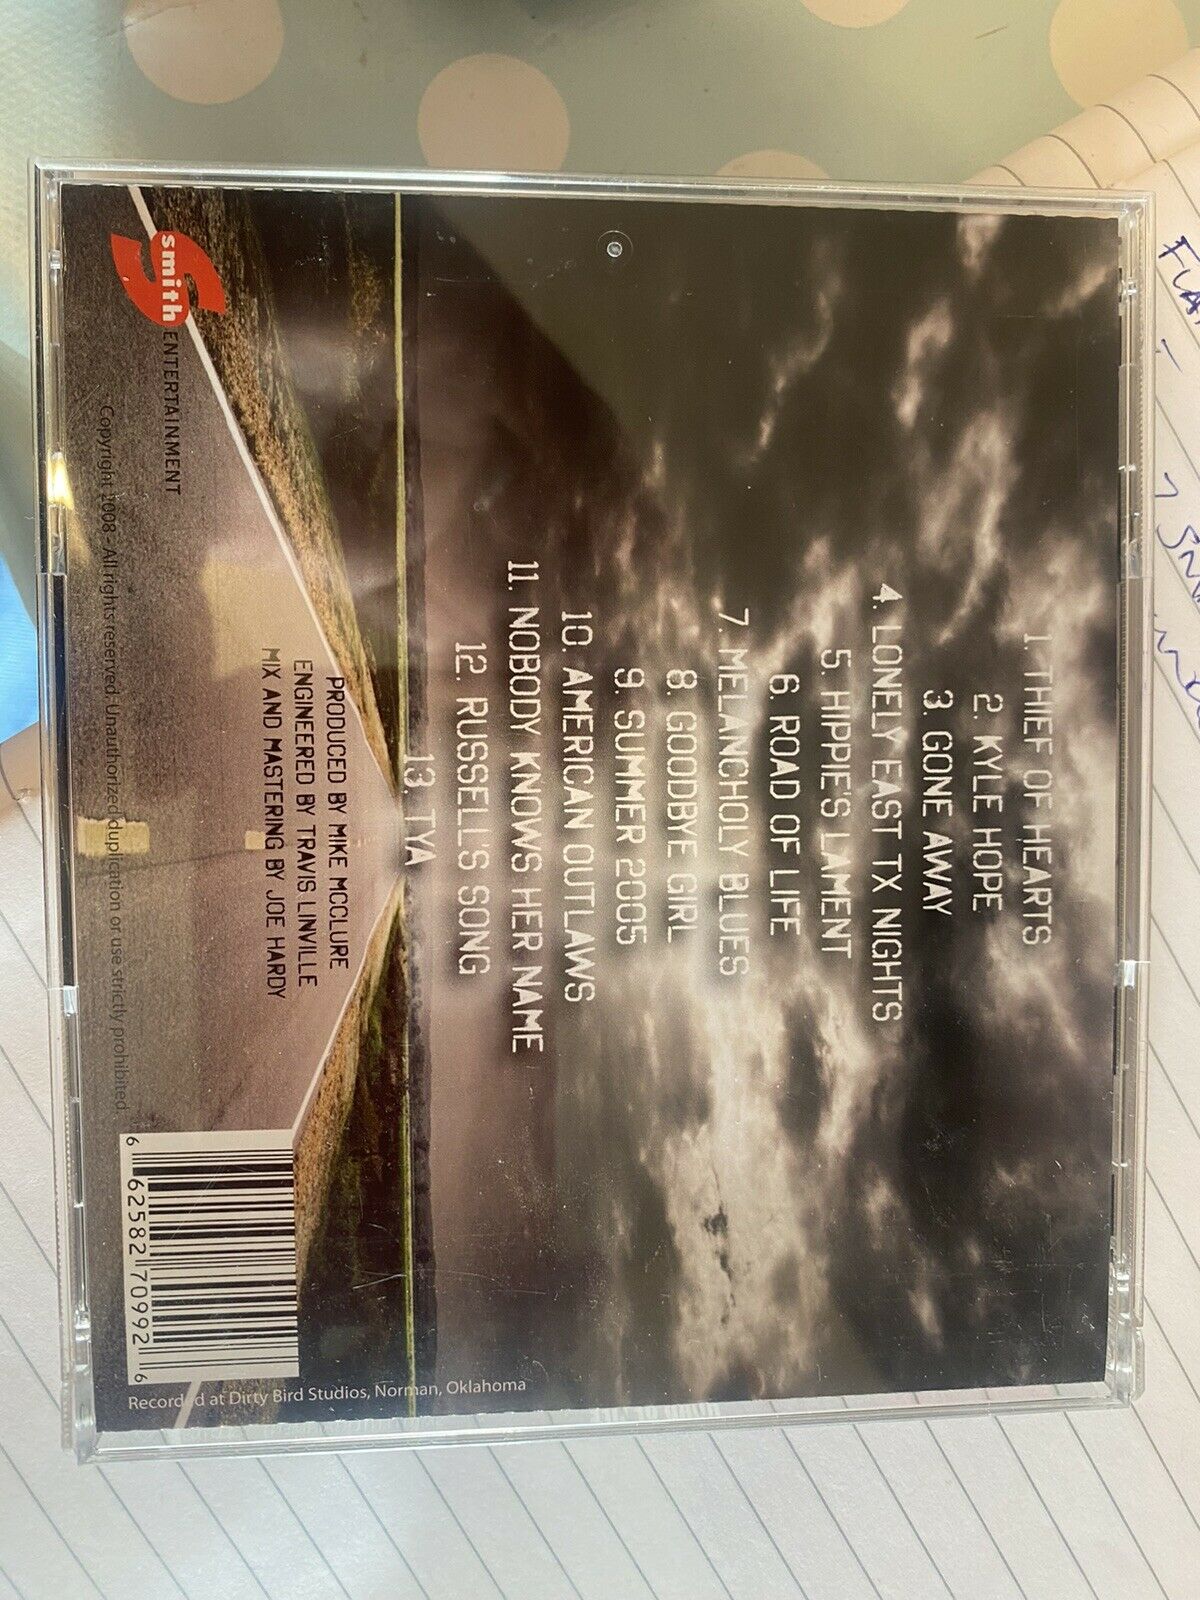 1. THIEF OF HEARTS
2. KYLE HOPE
3. GONE AWAY
4. LONELY EAST TX NIGHTS
5. HIPPIE'S LAMENT
6. ROAD OF LIFE
7. MELANCHOLY BLUES
8. GOODBYE GIRL
9. SUMMER 2005
10. AMERICAN OUTLAWS
11. NOBODY KNOWS HER NAME
12. RUSSELL'S SONG
13. TYA
PRODUCED BY MIKE MCCLURE
ENGINEERED BY TRAVIS LINVILLE
MIX AND MASTERING BY JOE HARDY
smith
ENTERTAINMENT
Copyright 2008 - All rights reserved. Unauthorized duplication or use strictly prohibited
6 62582 70992 6
Recorded at Dirty Bird Studios, Norman, Oklahoma